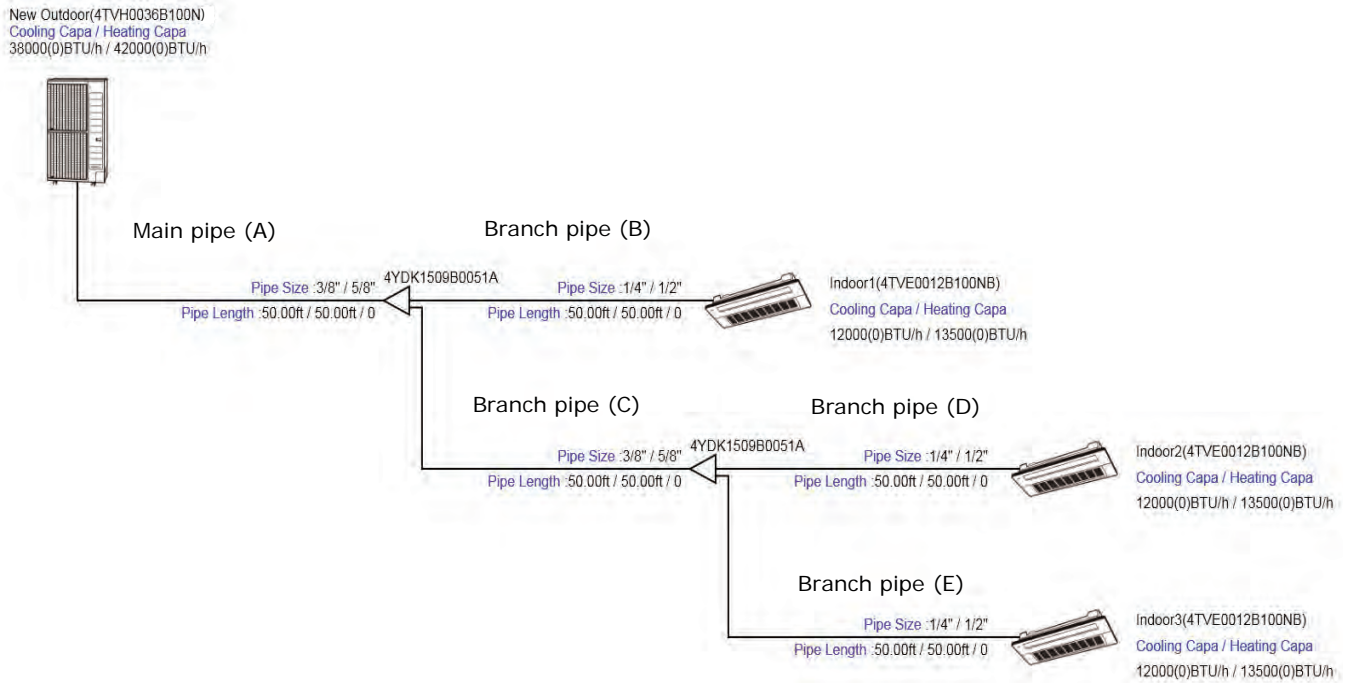 New Outdoor(4TVH0036B100N)
Cooling Capa / Heating Capa
38000(0)BTU/h / 42000(0)BTU/h
Main pipe (A)
Branch pipe (B)
4YDK1509B0051A
Pipe Size :3/8" / 5/8"
Pipe Length :50.00ft / 50.00ft / 0
Pipe Size :1/4" / 1/2"
Pipe Length :50.00ft / 50.00ft / 0
Indoor1(4TVE0012B100NB)
Cooling Capa / Heating Capa
12000(0)BTU/h / 13500(0)BTU/h
Branch pipe (C)
Branch pipe (D)
4YDK1509B0051A
Pipe Size :3/8" / 5/8"
Pipe Length :50.00ft / 50.00ft / 0
Pipe Size :1/4" / 1/2"
Pipe Length :50.00ft / 50.00ft / 0
Indoor2(4TVE0012B100NB)
Cooling Capa / Heating Capa
12000(0)BTU/h / 13500(0)BTU/h
Branch pipe (E)
Pipe Size :1/4" / 1/2"
Pipe Length :50.00ft / 50.00ft / 0
Indoor3(4TVE0012B100NB)
Cooling Capa / Heating Capa
12000(0)BTU/h / 13500(0)BTU/h